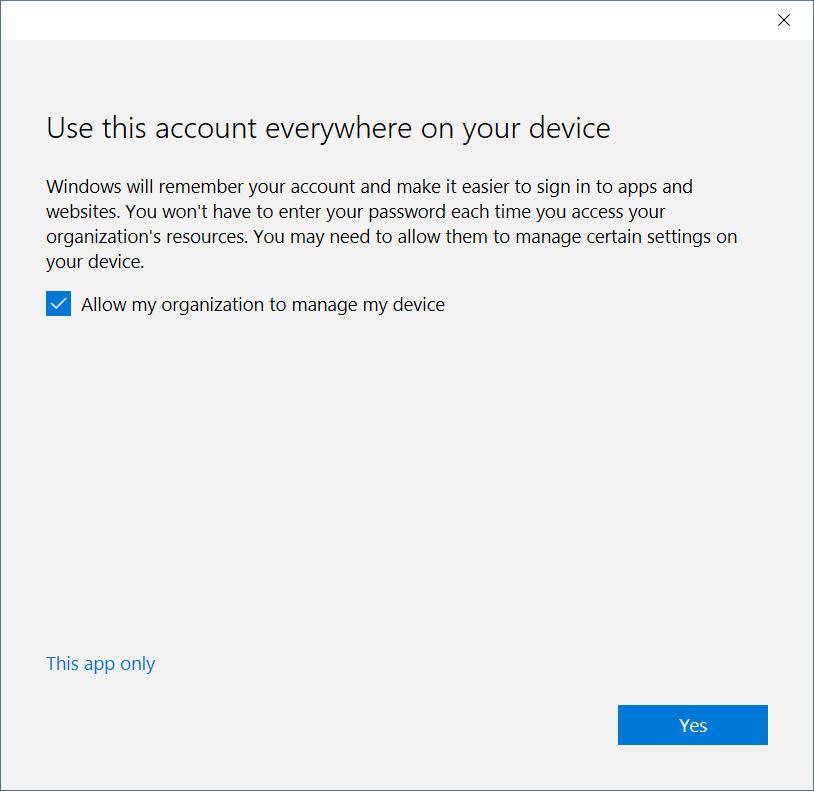 Use this account everywhere on your device
Windows will remember your account and make it easier to sign in to apps and
websites. You won't have to enter your password each time you access your
organization's resources. You may need to allow them to manage certain settings on
your device.
Allow my organization to manage my device
This app only
Yes